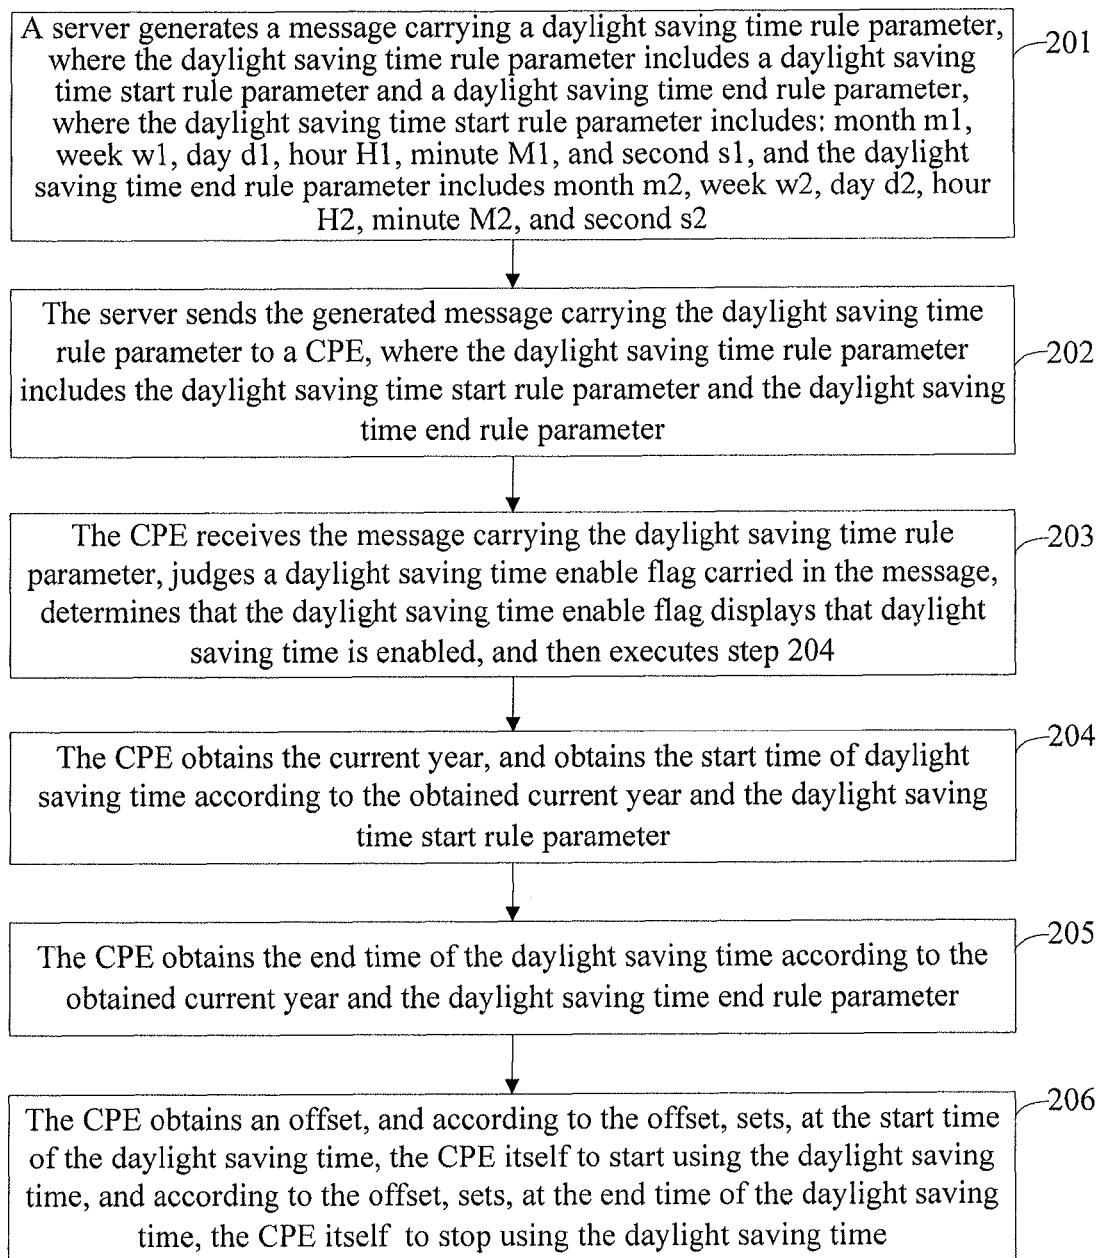 A server generates a message carrying a daylight saving time rule parameter,
where the daylight saving time rule parameter includes a daylight saving
time start rule parameter and a daylight saving time end rule parameter,
where the daylight saving time start rule parameter includes: month m1,
week w1, day d1, hour H1, minute M1, and second s1, and the daylight
saving time end rule parameter includes month m2, week w2, day d2, hour
H2, minute M2, and second s2
201
The server sends the generated message carrying the daylight saving time
rule parameter to a CPE, where the daylight saving time rule parameter
includes the daylight saving time start rule parameter and the daylight saving
time end rule parameter
202
The CPE receives the message carrying the daylight saving time rule
parameter, judges a daylight saving time enable flag carried in the message,
determines that the daylight saving time enable flag displays that daylight
saving time is enabled, and then executes step 204
203
The CPE obtains the current year, and obtains the start time of daylight
saving time according to the obtained current year and the daylight saving
time start rule parameter
204
The CPE obtains the end time of the daylight saving time according to the
obtained current year and the daylight saving time end rule parameter
205
The CPE obtains an offset, and according to the offset, sets, at the start time
of the daylight saving time, the CPE itself to start using the daylight saving
time, and according to the offset, sets, at the end time of the daylight saving
time, the CPE itself to stop using the daylight saving time
206